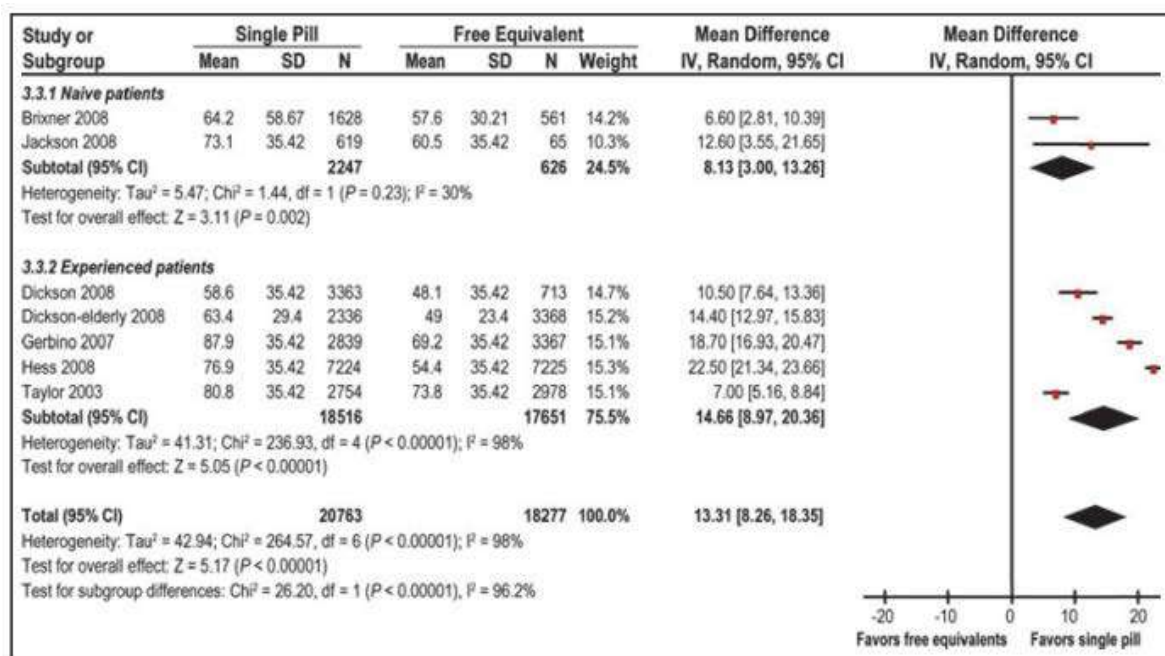 Study or Single Pill Free Equivalent Mean Difference Mean Difference
Subgroup Mean SD N Mean SD N Weight IV, Random, 95% CI IV, Random, 95% CI
3.3.1 Naive patients
Brixner 2008 64.2 58.67 1628 57.6 30.21 561 14.2% 6.60 [2.81, 10.39]
Jackson 2008 73.1 35.42 619 60.5 35.42 65 10.3% 12.60 [3.55, 21.65]
Subtotal (95% CI) 2247 626 24.5% 8.13 [3.00, 13.26]
Heterogeneity: Tau² = 5.47; Chi² = 1.44, df = 1 (P = 0.23); I² = 30%
Test for overall effect: Z = 3.11 (P = 0.002)
3.3.2 Experienced patients
Dickson 2008 58.6 35.42 3363 48.1 35.42 713 14.7% 10.50 [7.64, 13.36]
Dickson-elderly 2008 63.4 29.4 2336 49 23.4 3368 15.2% 14.40 [12.97, 15.83]
Gerbino 2007 87.9 35.42 2839 69.2 35.42 3367 15.1% 18.70 [16.93, 20.47]
Hess 2008 76.9 35.42 7224 54.4 35.42 7225 15.3% 22.50 [21.34, 23.66]
Taylor 2003 80.8 35.42 2754 73.8 35.42 2978 15.1% 7.00 [5.16, 8.84]
Subtotal (95% CI) 18516 17651 75.5% 14.66 [8.97, 20.36]
Heterogeneity: Tau² = 41.31; Chi² = 236.93, df = 4 (P < 0.00001); I² = 98%
Test for overall effect: Z = 5.05 (P < 0.00001)
Total (95% CI) 20763 18277 100.0% 13.31 [8.26, 18.35]
Heterogeneity: Tau² = 42.94; Chi² = 264.57, df = 6 (P < 0.00001); I² = 98%
Test for overall effect: Z = 5.17 (P < 0.00001)
Test for subgroup differences: Chi² = 26.20, df = 1 (P < 0.00001), I² = 96.2%
-20 -10 0 10 20
Favors free equivalents Favors single pill